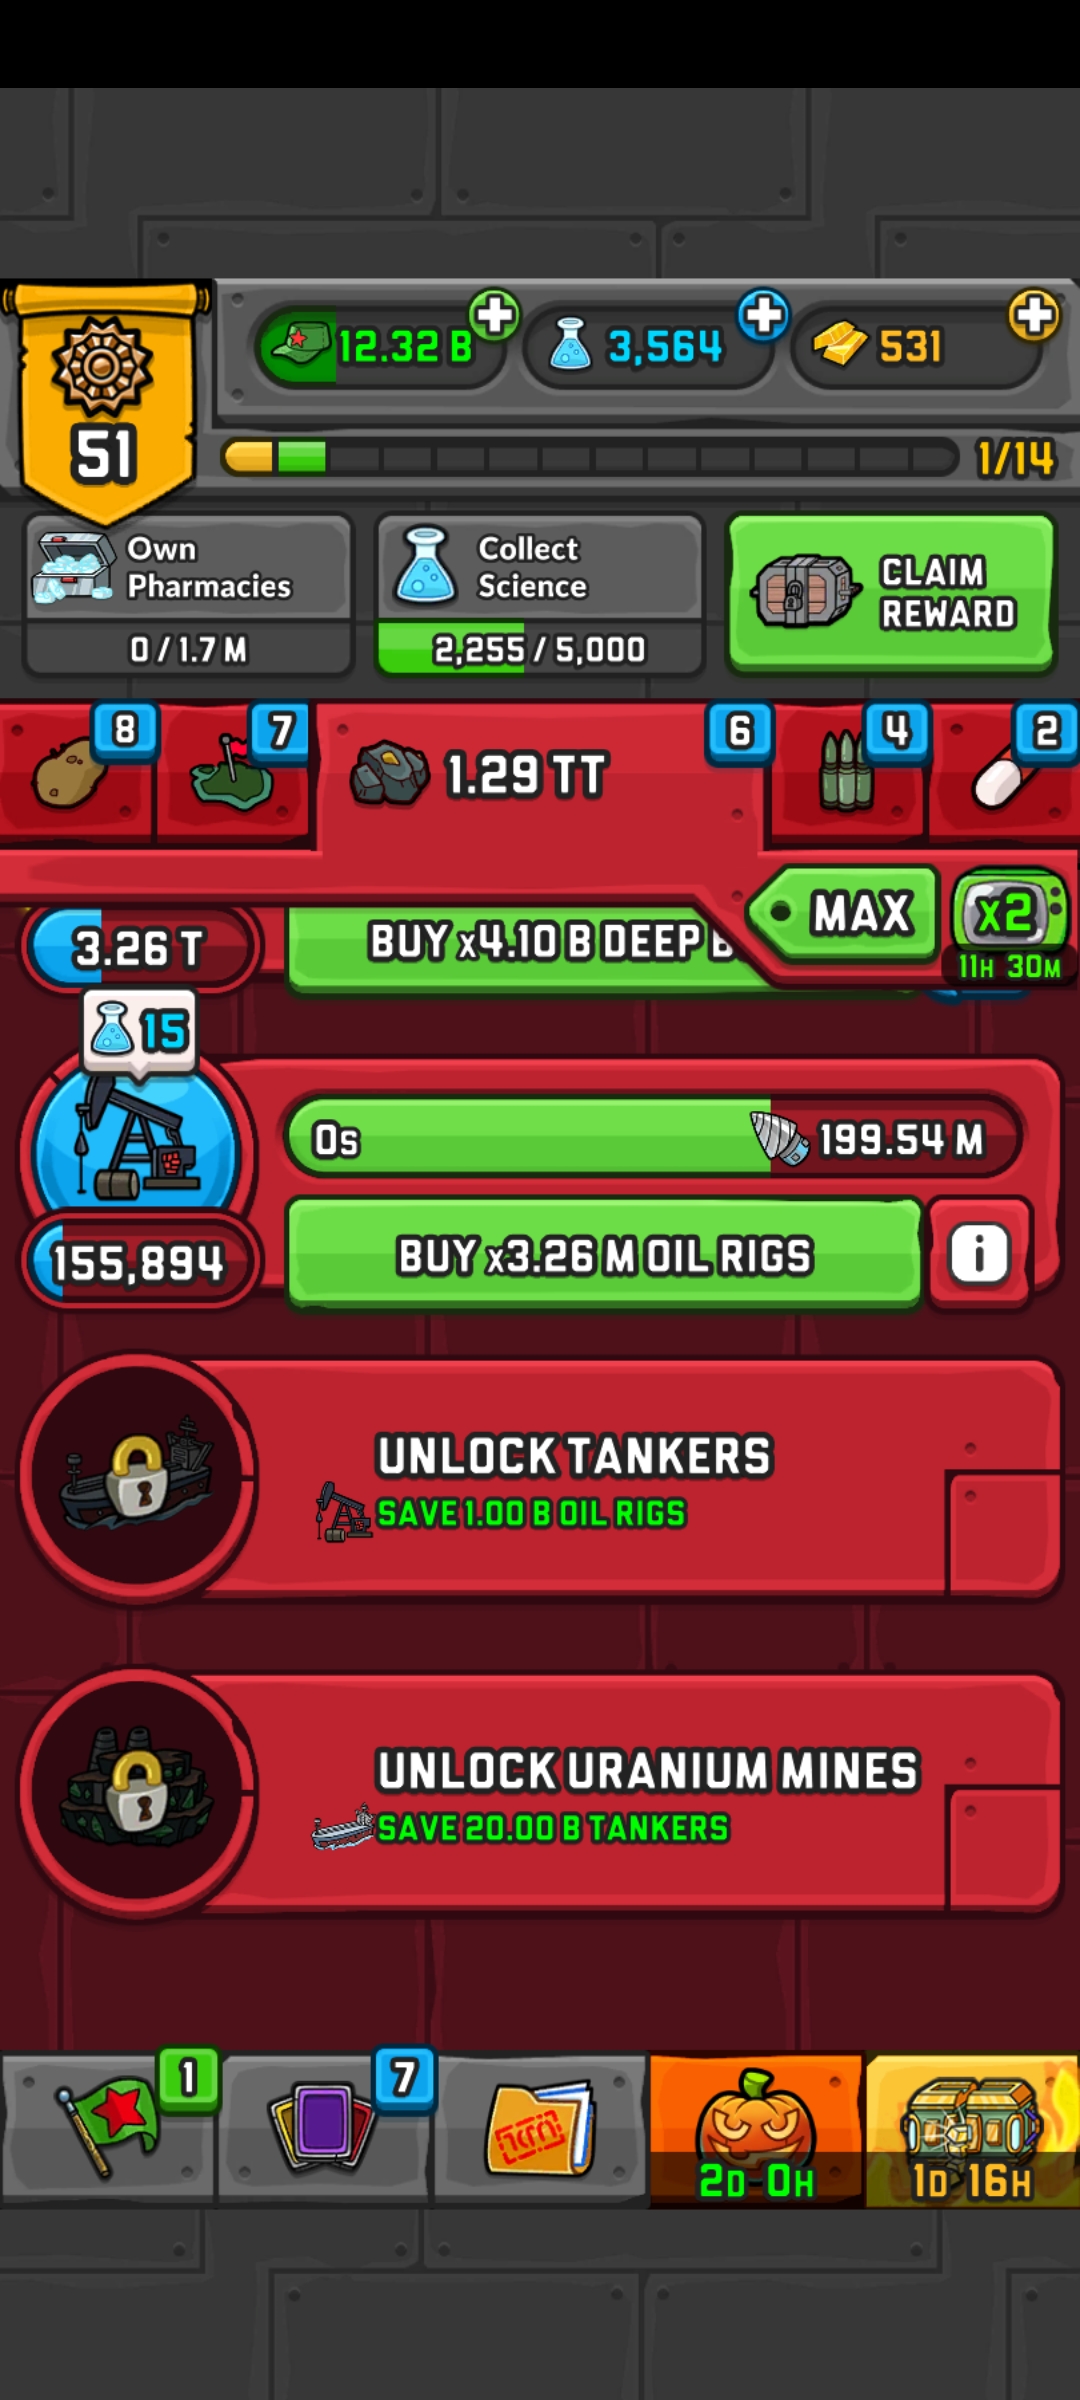 12.32 B
3,564
531
51
1/14
Own
Pharmacies
0 / 1.7 M
Collect
Science
2,255 / 5,000
CLAIM
REWARD
8
7
1.29 TT
6
4
2
MAX
x2
11H 30M
3.26 T
BUY x4.10 B DEEP
15
0s
199.54 M
155,894
BUY x3.26 M OIL RIGS
i
UNLOCK TANKERS
SAVE 1.00 B OIL RIGS
UNLOCK URANIUM MINES
SAVE 20.00 B TANKERS
1
7
2D 0H
1D 16H